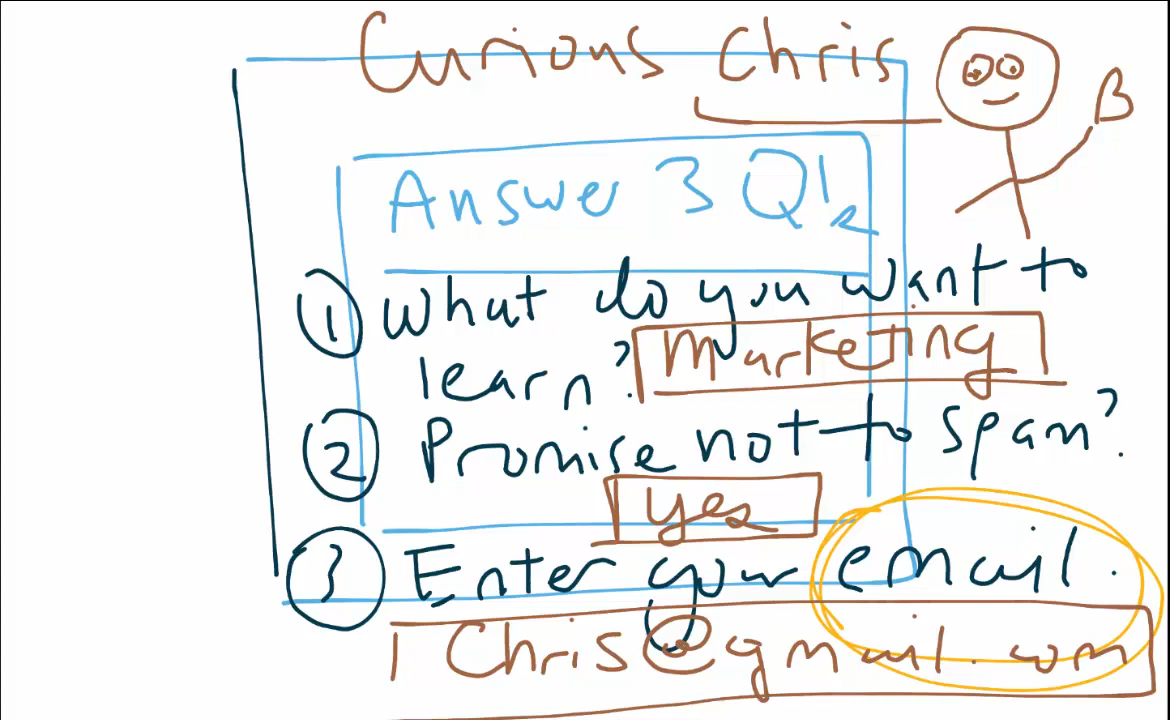 Curious Chris
Answer 3 Q's
1 What do you want to
learn? Marketing
2 Promise not to spam?
yes
3 Enter your email.
Chris@gmail.com